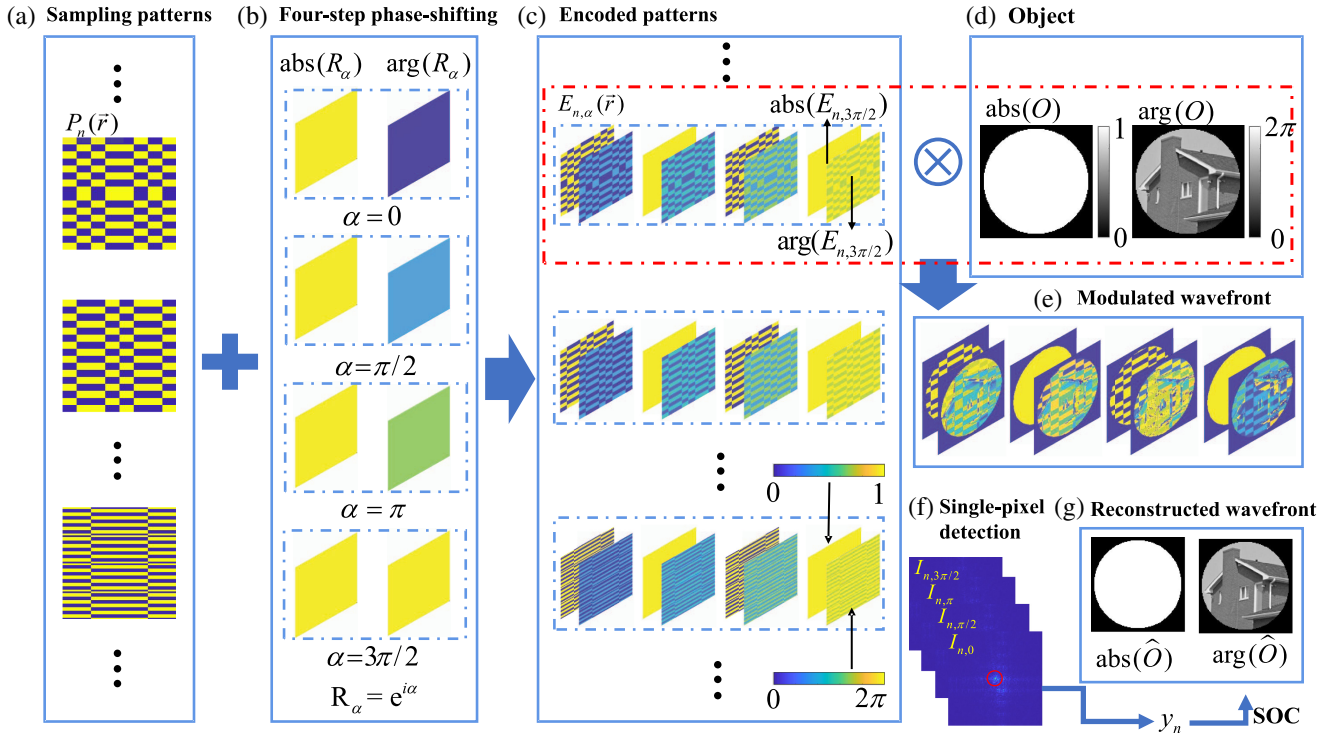 (a) Sampling patterns
P_n(r⃗)
(b) Four-step phase-shifting
abs(R_α) arg(R_α)
α = 0
α = π/2
α = π
α = 3π/2
R_α = e^{iα}
(c) Encoded patterns
E_{n,α}(r⃗)
abs(E_{n,3π/2})
arg(E_{n,3π/2})
0 1
0 2π
(d) Object
abs(O) arg(O)
1
0
2π
0
(e) Modulated wavefront
(f) Single-pixel
detection
I_{n,3π/2}
I_{n,π}
I_{n,π/2}
I_{n,0}
(g) Reconstructed wavefront
abs(Ô) arg(Ô)
y_n SOC